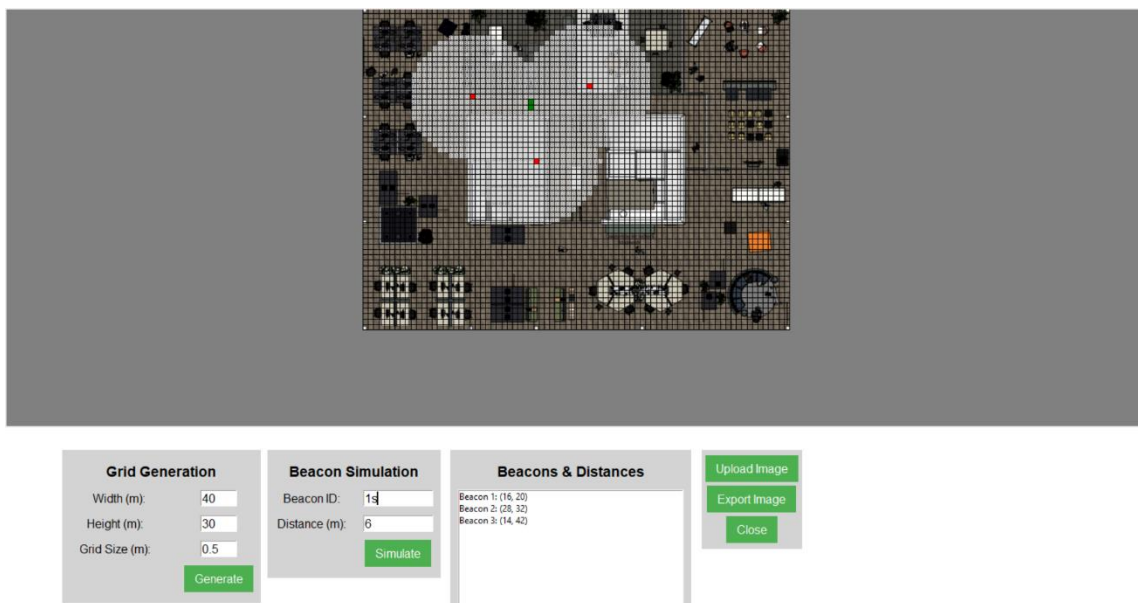 Grid Generation
Width (m): 40
Height (m): 30
Grid Size (m): 0.5
Generate
Beacon Simulation
Beacon ID: 1s
Distance (m): 6
Simulate
Beacons & Distances
Beacon 1: (16, 20)
Beacon 2: (28, 32)
Beacon 3: (14, 42)
Upload Image
Export Image
Close